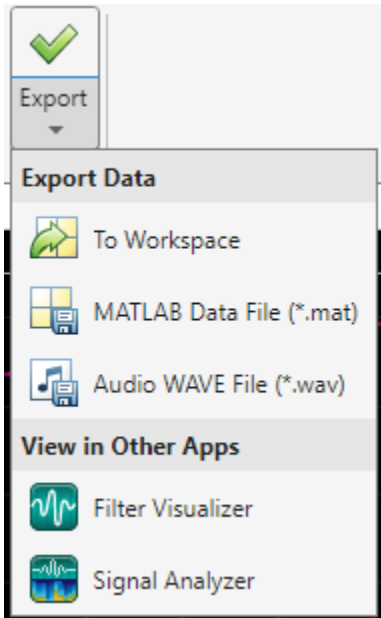 Export
Export Data
To Workspace
MATLAB Data File (*.mat)
Audio WAVE File (*.wav)
View in Other Apps
Filter Visualizer
Signal Analyzer